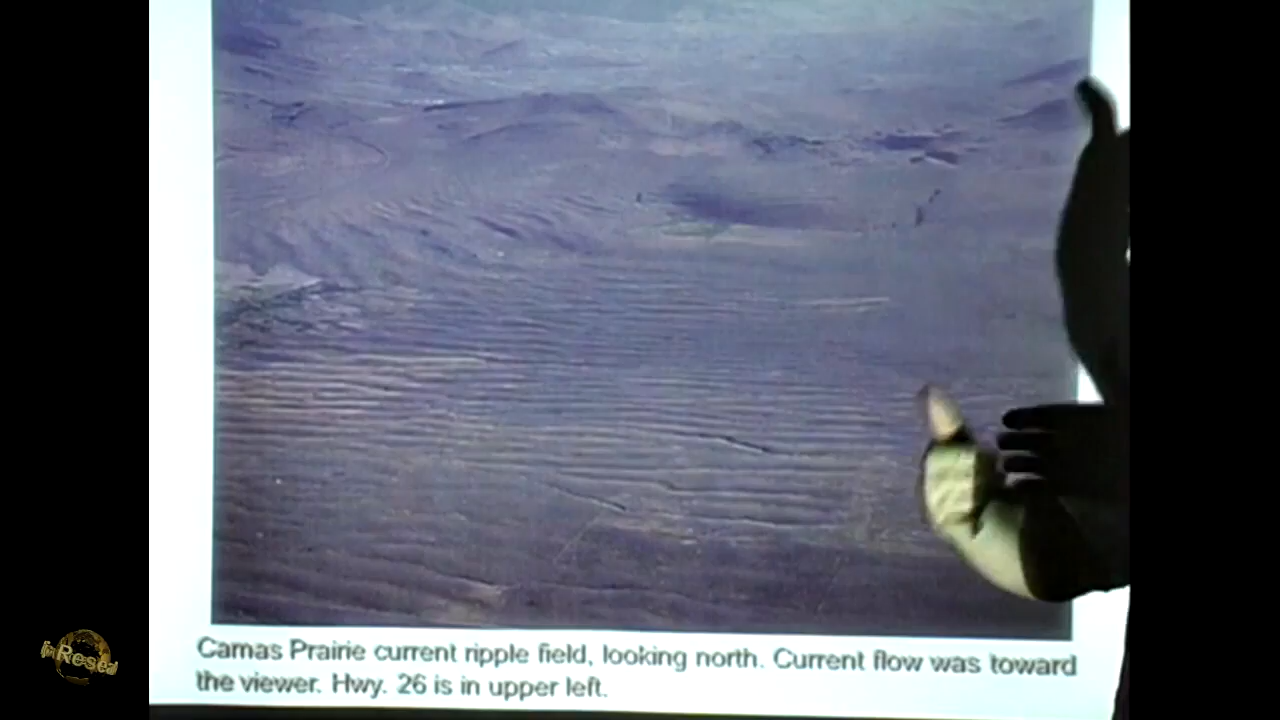 Camas Prairie current ripple field, looking north. Current flow was toward
the viewer. Hwy. 26 is in upper left.